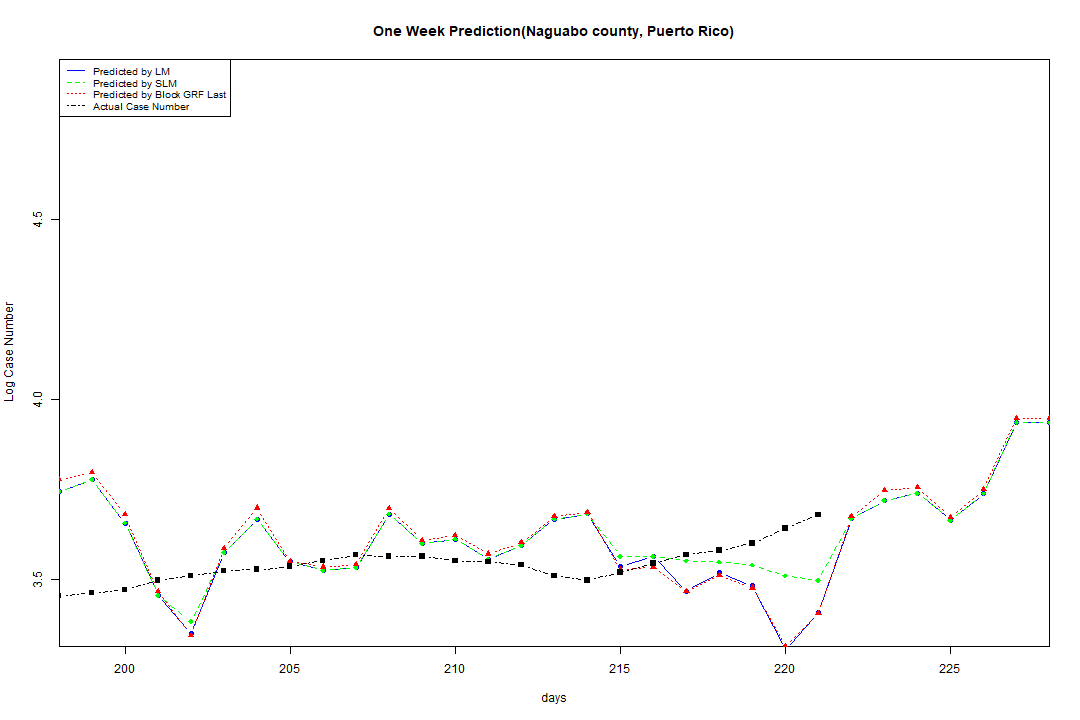 One Week Prediction(Naguabo county, Puerto Rico)
Predicted by LM
Predicted by SLM
Predicted by Block GRF Last
Actual Case Number
4.5
4.0
3.5
Log Case Number
200 205 210 215 220 225
days